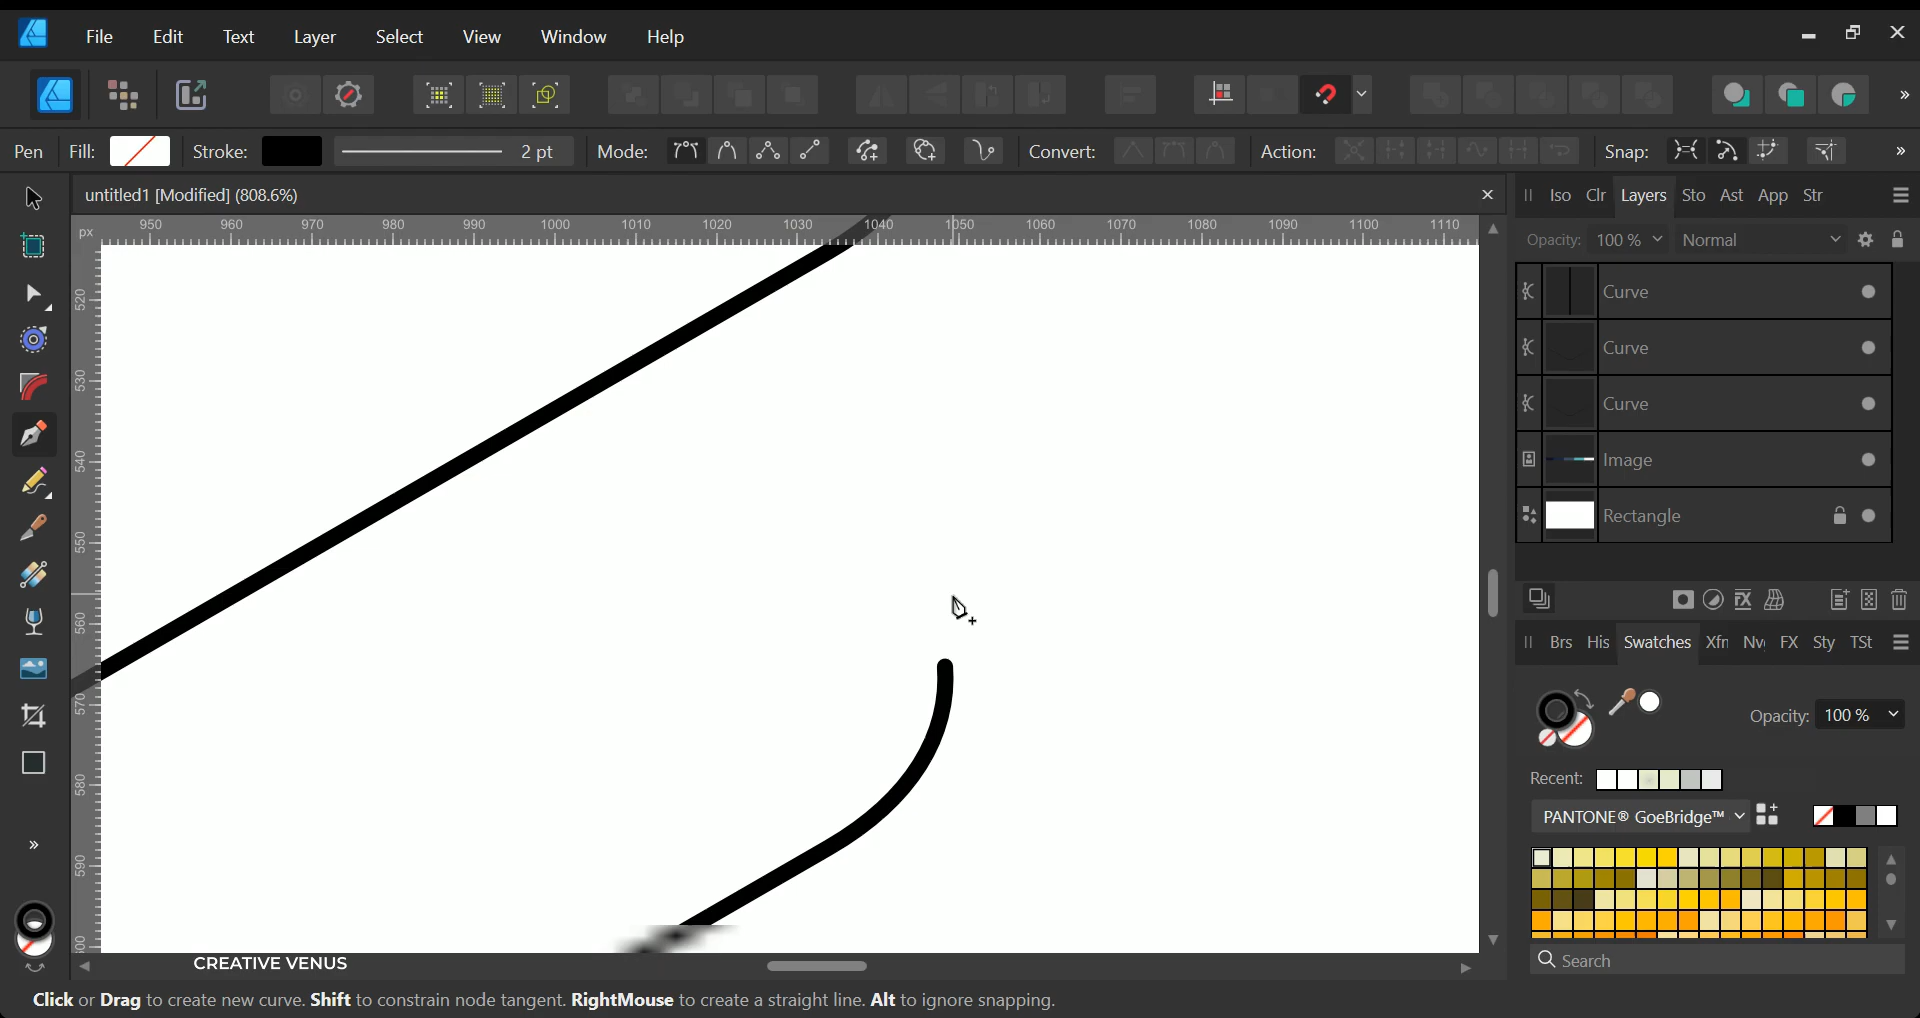 File Edit Text Layer Select View Window Help
Pen Fill: Stroke: 2 pt Mode: Convert: Action: Snap:
untitled1 [Modified] (808.6%)
Iso Clr Layers Sto Ast App Str
px 950 960 970 980 990 1000 1010 1020 1030 1040 1050 1060 1070 1080 1090 1100 1110
Opacity: 100 % Normal
520
530
540
550
560
570
580
590
Curve
Curve
Curve
Image
Rectangle
Brs His Swatches Xfn Nv FX Sty TSt
Opacity: 100 %
Recent:
PANTONE® GoeBridge™
Search
CREATIVE VENUS
Click or Drag to create new curve. Shift to constrain node tangent. RightMouse to create a straight line. Alt to ignore snapping.